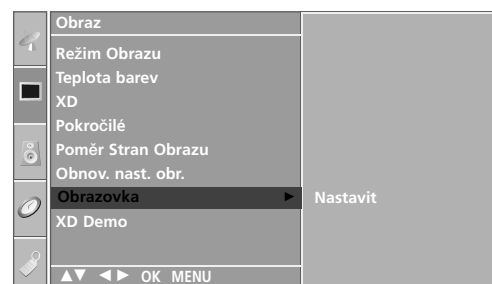 Obraz
Režim Obrazu
Teplota barev
XD
Pokročilé
Poměr Stran Obrazu
Obnov. nast. obr.
Obrazovka ► Nastavit
XD Demo
▲▼ ◄► OK MENU